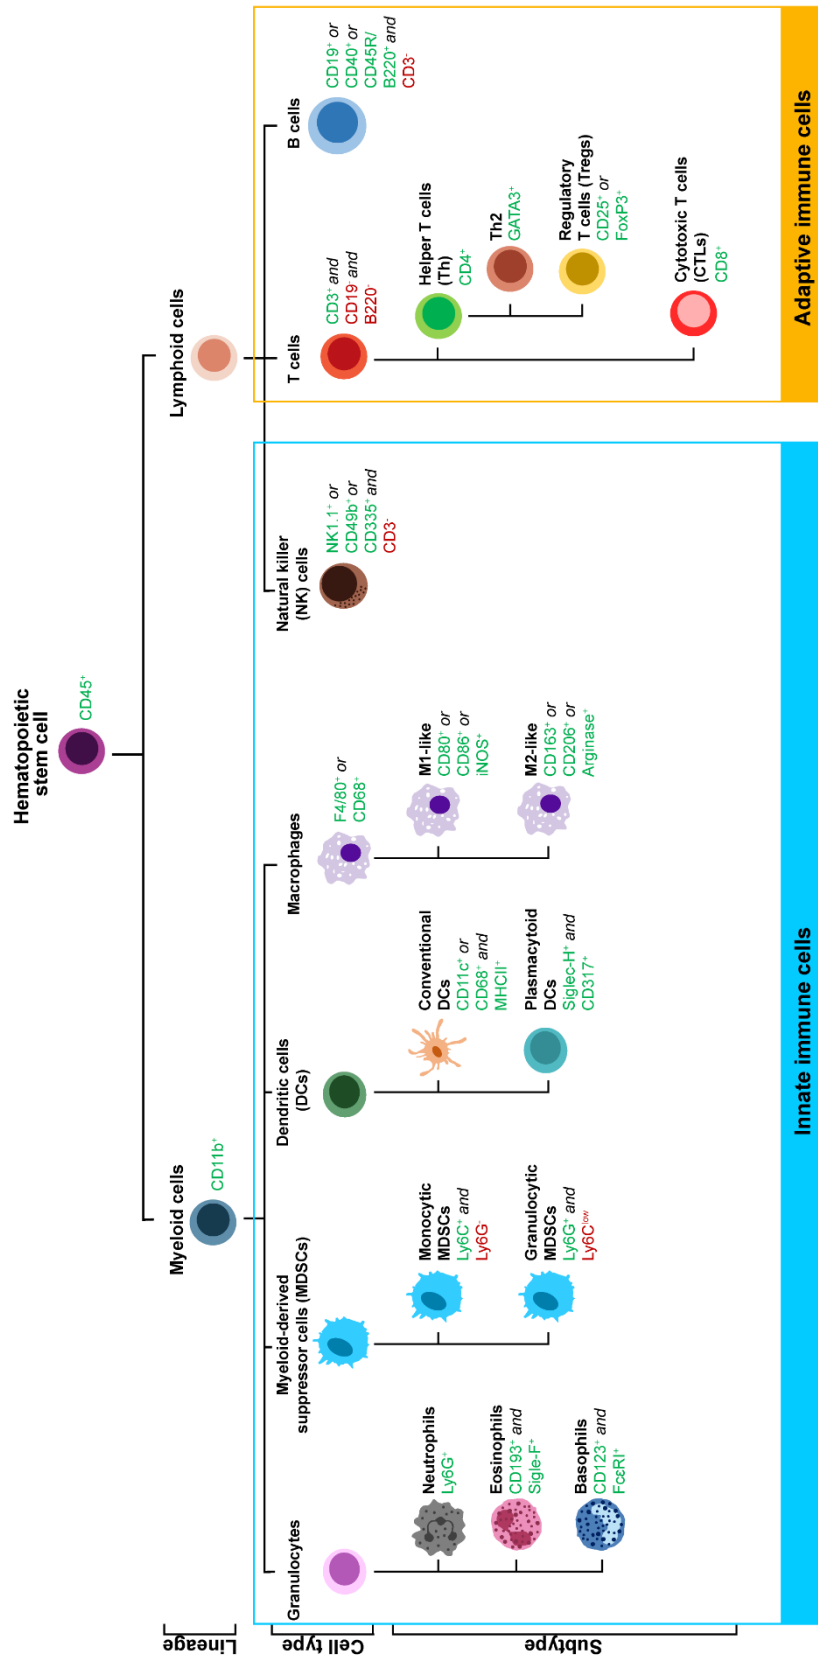 Hematopoietic
stem cell
CD45⁺
Lineage
Myeloid cells
CD11b⁺
Lymphoid cells
Cell type
Granulocytes
Myeloid-derived
suppressor cells (MDSCs)
Dendritic cells
(DCs)
Macrophages
F4/80⁺ or
CD68⁺
Natural killer
(NK) cells
NK1.1⁺ or
CD49b⁺ or
CD335⁺ and
CD3⁻
T cells
CD3⁺ and
CD19⁻ and
B220⁻
B cells
CD19⁺ or
CD40⁺ or
CD45R/
B220⁺ and
CD3⁻
Subtype
Neutrophils
Ly6G⁺
Eosinophils
CD193⁺ and
Sigle-F⁺
Basophils
CD123⁺ and
FcεRI⁺
Monocytic
MDSCs
Ly6C⁺ and
Ly6G⁻
Granulocytic
MDSCs
Ly6G⁺ and
Ly6C^low
Conventional
DCs
CD11c⁺ or
CD68⁺ and
MHCII⁺
Plasmacytoid
DCs
Siglec-H⁺ and
CD317⁺
M1-like
CD80⁺ or
CD86⁺ or
iNOS⁺
M2-like
CD163⁺ or
CD206⁺ or
Arginase⁺
Helper T cells
(Th)
CD4⁺
Th2
GATA3⁺
Regulatory
T cells (Tregs)
CD25⁺ or
FoxP3⁺
Cytotoxic T cells
(CTLs)
CD8⁺
Innate immune cells
Adaptive immune cells